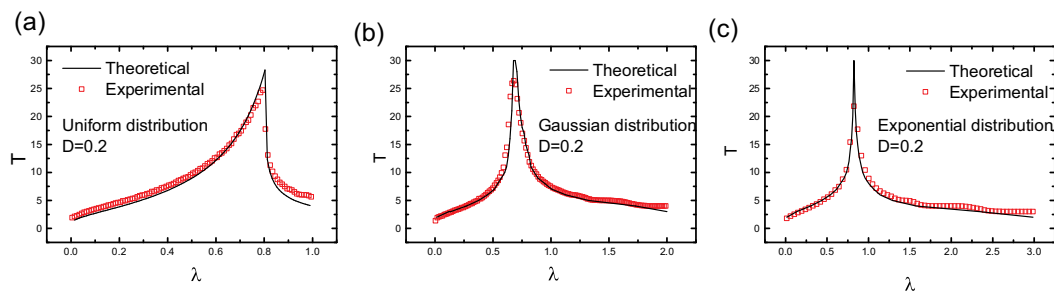 (a)
30
25
20
15
10
5
0
T
Theoretical
Experimental
Uniform distribution
D=0.2
0.0 0.2 0.4 0.6 0.8 1.0
λ
(b)
30
25
20
15
10
5
0
T
Theoretical
Experimental
Gaussian distribution
D=0.2
0.0 0.5 1.0 1.5 2.0
λ
(c)
30
25
20
15
10
5
0
T
Theoretical
Experimental
Exponential distribution
D=0.2
0.0 0.5 1.0 1.5 2.0 2.5 3.0
λ